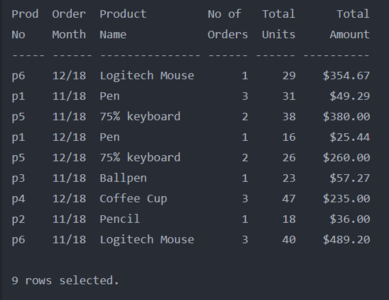 Prod Order Product No of Total Total
No Month Name Orders Units Amount
----- ------ --------------- ------ ------ ----------
p6 12/18 Logitech Mouse 1 29 $354.67
p1 11/18 Pen 3 31 $49.29
p5 11/18 75% keyboard 2 38 $380.00
p1 12/18 Pen 1 16 $25.44
p5 12/18 75% keyboard 2 26 $260.00
p3 11/18 Ballpen 1 23 $57.27
p4 12/18 Coffee Cup 3 47 $235.00
p2 11/18 Pencil 1 18 $36.00
p6 11/18 Logitech Mouse 3 40 $489.20
9 rows selected.